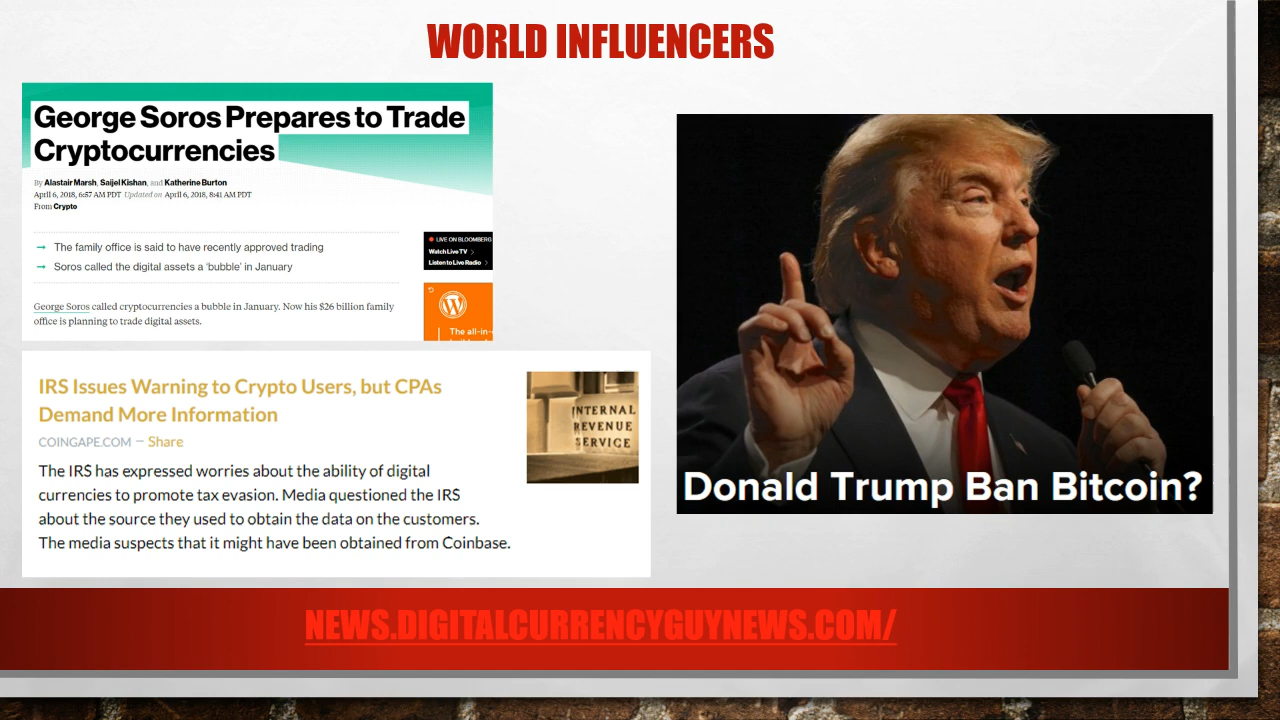 WORLD INFLUENCERS
George Soros Prepares to Trade
Cryptocurrencies
By Alastair Marsh, Saijel Kishan, and Katherine Burton
April 6, 2018, 6:57 AM PDT Updated on April 6, 2018, 8:41 AM PDT
From Crypto
→ The family office is said to have recently approved trading
→ Soros called the digital assets a ‘bubble’ in January
LIVE ON BLOOMBERG
Watch Live TV >
Listen to Live Radio >
George Soros called cryptocurrencies a bubble in January. Now his $26 billion family
office is planning to trade digital assets.
The all-in-
IRS Issues Warning to Crypto Users, but CPAs
Demand More Information
COINGAPE.COM – Share
The IRS has expressed worries about the ability of digital
currencies to promote tax evasion. Media questioned the IRS
about the source they used to obtain the data on the customers.
The media suspects that it might have been obtained from Coinbase.
INTERNAL
REVENUE
SERVICE
Donald Trump Ban Bitcoin?
NEWS.DIGITALCURRENCYGUYNEWS.COM/